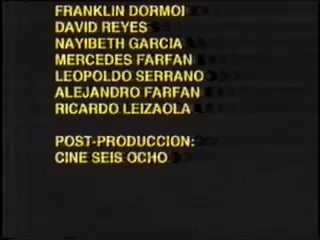 FRANKLIN DORMOI
DAVID REYES
NAYIBETH GARCIA
MERCEDES FARFAN
LEOPOLDO SERRANO
ALEJANDRO FARFAN
RICARDO LEIZAOLA
POST-PRODUCCION:
CINE SEIS OCHO